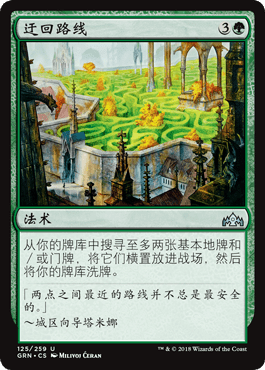 迂回路线 3
法术
从你的牌库中搜寻至多两张基本地牌和
／或门牌，将它们横置放进战场，然后
将你的牌库洗牌。
「两点之间最近的路线并不总是最安全
的。」
～城区向导塔米娜
125/259 U
GRN • CS Milivoj Ćeran
™ & © 2018 Wizards of the Coast